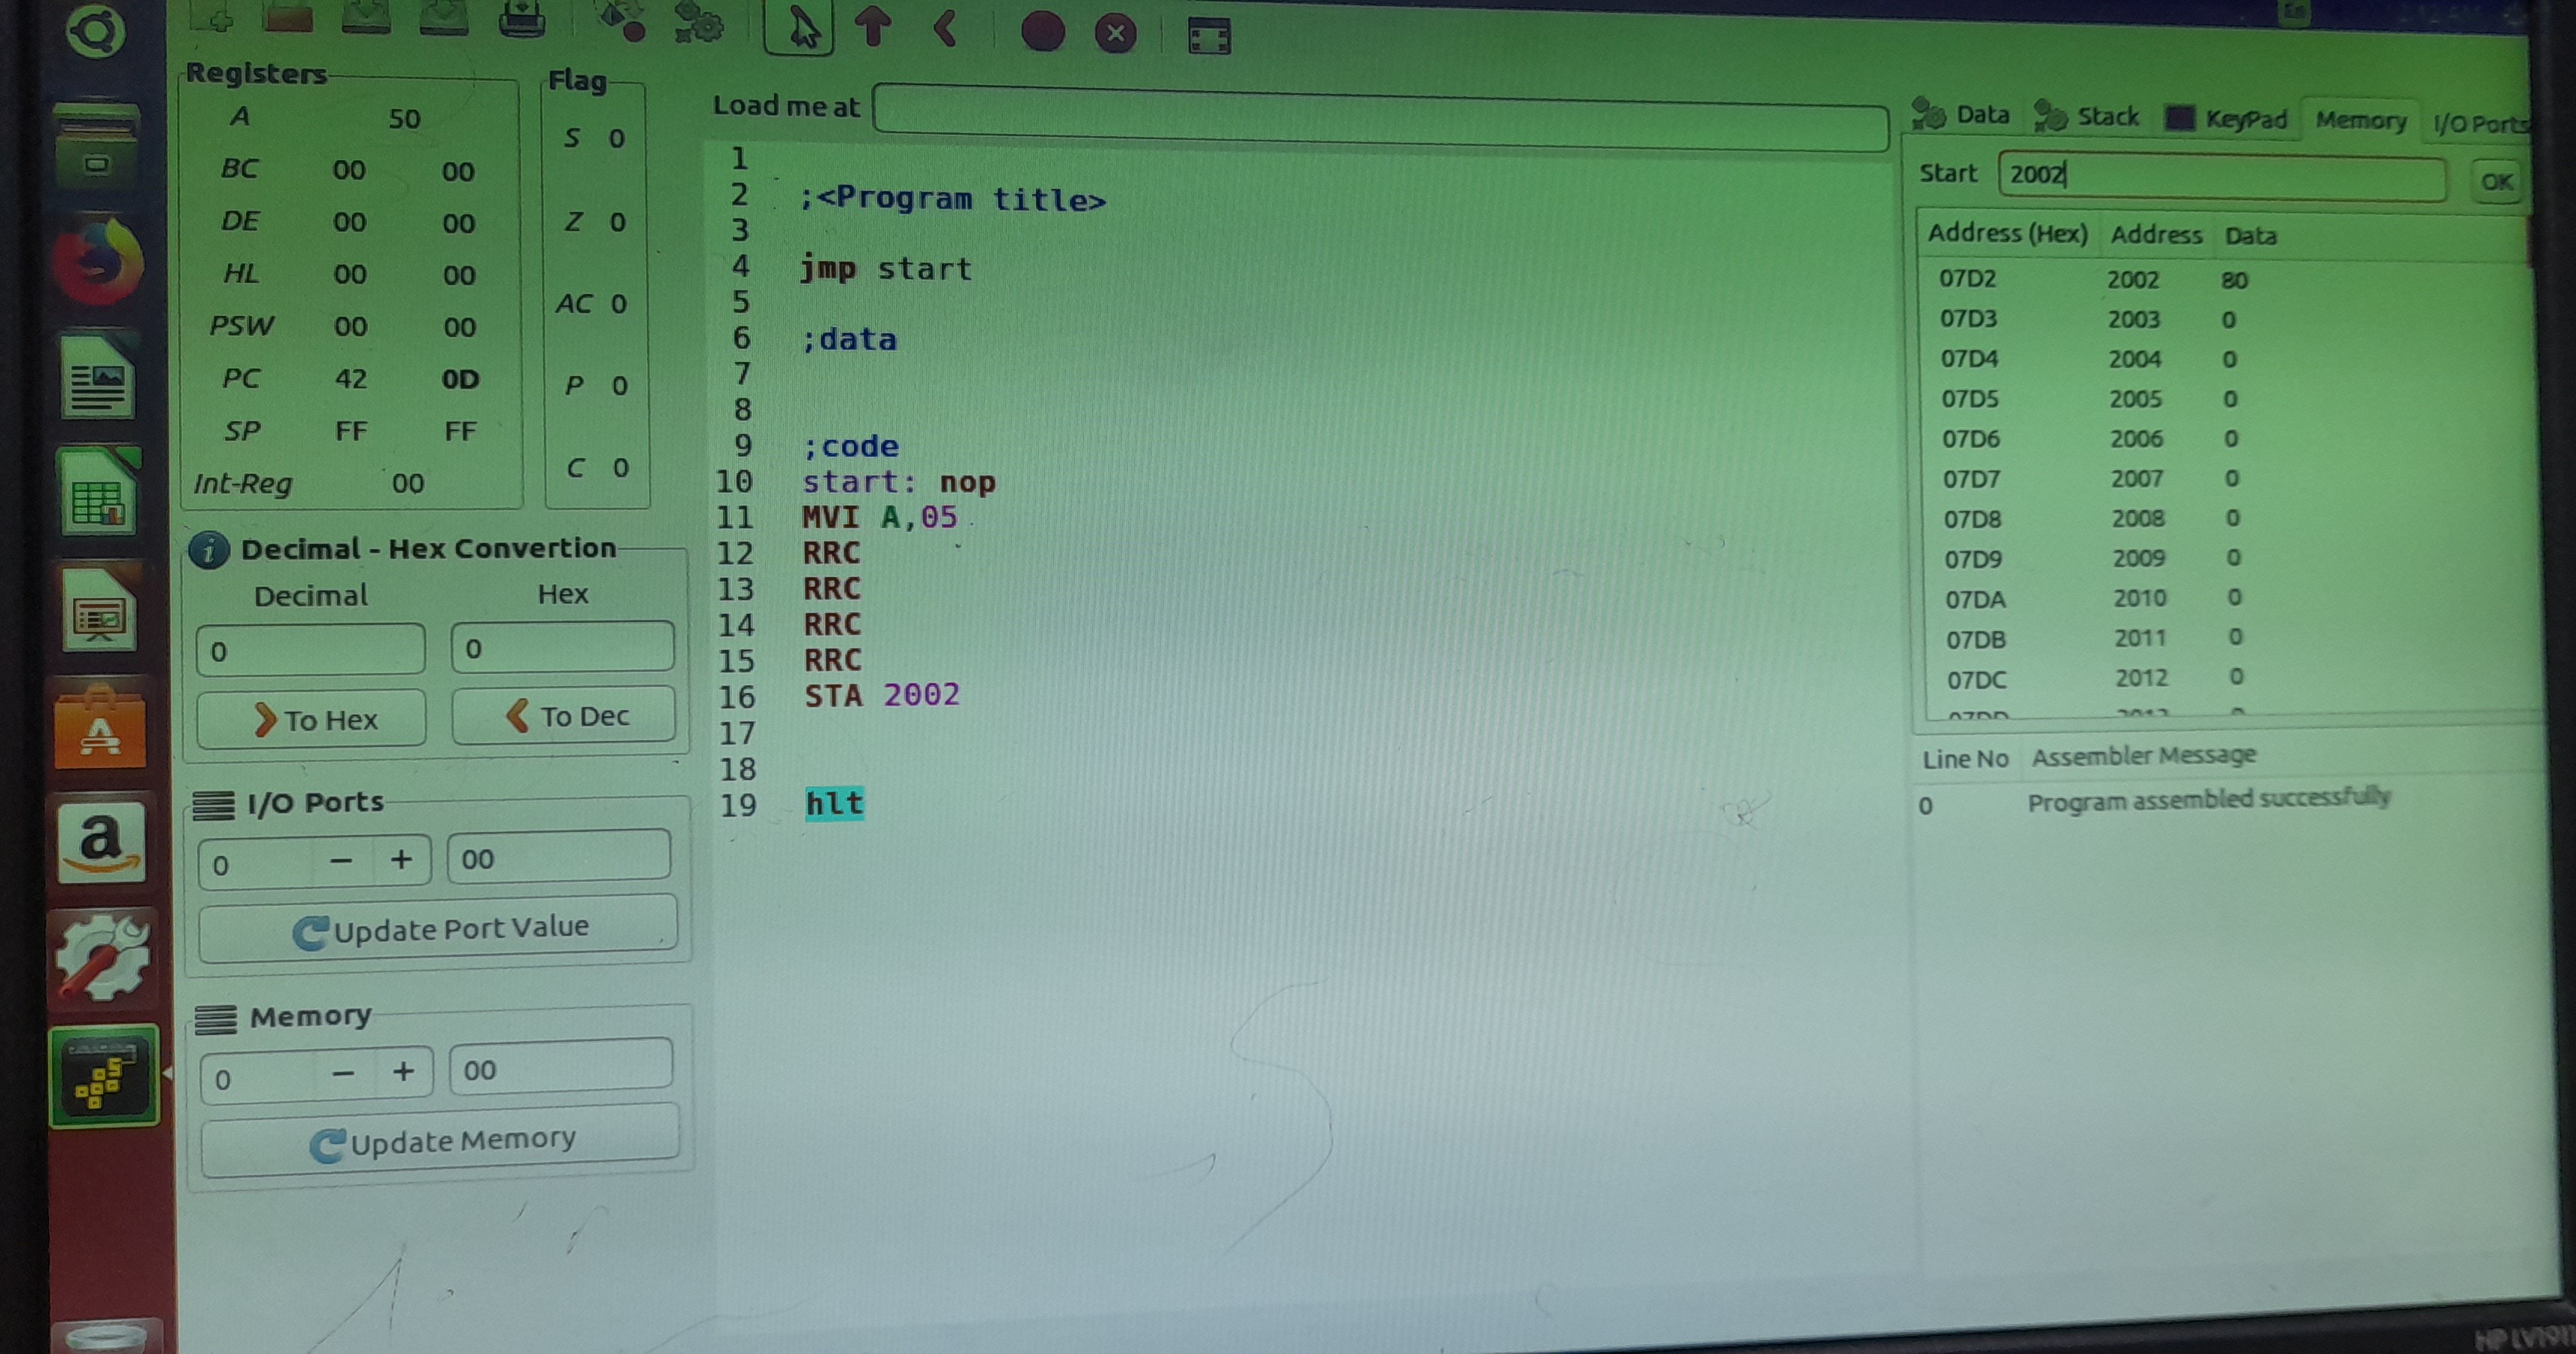 Registers
A 50
BC 00 00
DE 00 00
HL 00 00
PSW 00 00
PC 42 0D
SP FF FF
Int-Reg 00
Flag
S 0
Z 0
AC 0
P 0
C 0
Decimal - Hex Convertion
Decimal Hex
0 0
To Hex To Dec
I/O Ports
0 − + 00
Update Port Value
Memory
0 − + 00
Update Memory
Load me at
1
2 ;<Program title>
3
4 jmp start
5
6 ;data
7
8
9 ;code
10 start: nop
11 MVI A,05
12 RRC
13 RRC
14 RRC
15 RRC
16 STA 2002
17
18
19 hlt
Data Stack KeyPad Memory I/O Ports
Start 2002 OK
Address (Hex) Address Data
07D2 2002 80
07D3 2003 0
07D4 2004 0
07D5 2005 0
07D6 2006 0
07D7 2007 0
07D8 2008 0
07D9 2009 0
07DA 2010 0
07DB 2011 0
07DC 2012 0
07DD 2013 0
Line No Assembler Message
0 Program assembled successfully